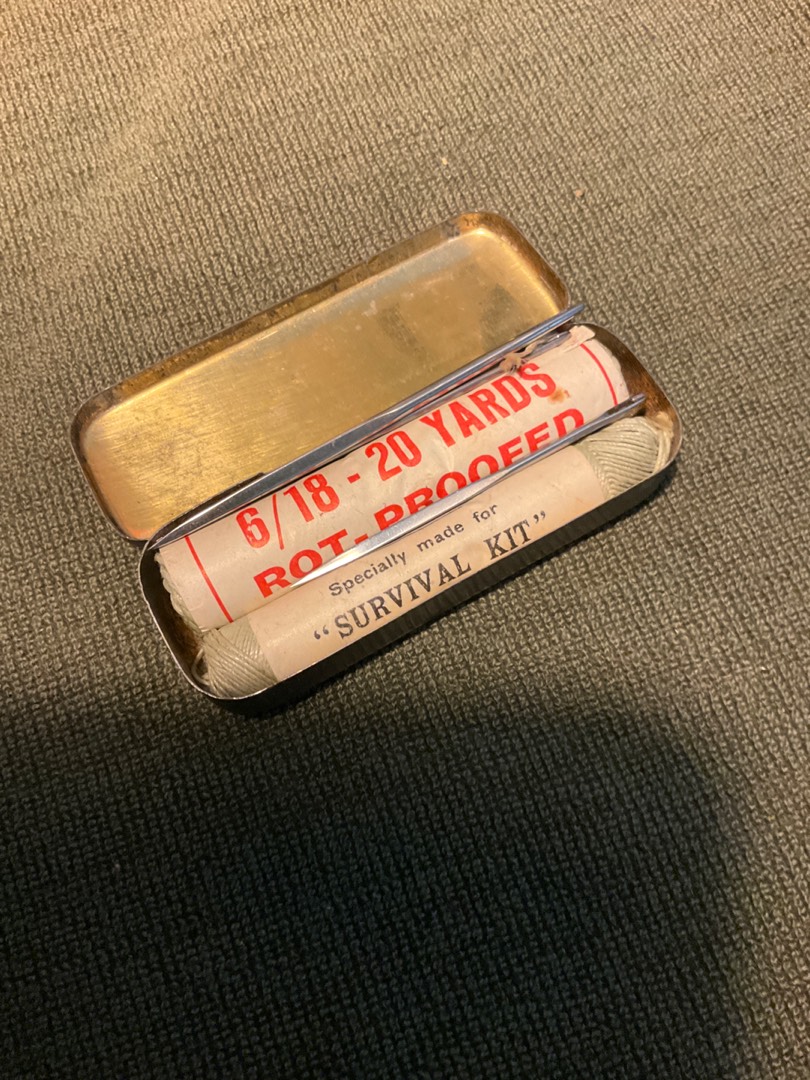 6/18 - 20 YARDS
ROT-PROOFED
Specially made for
“SURVIVAL KIT”